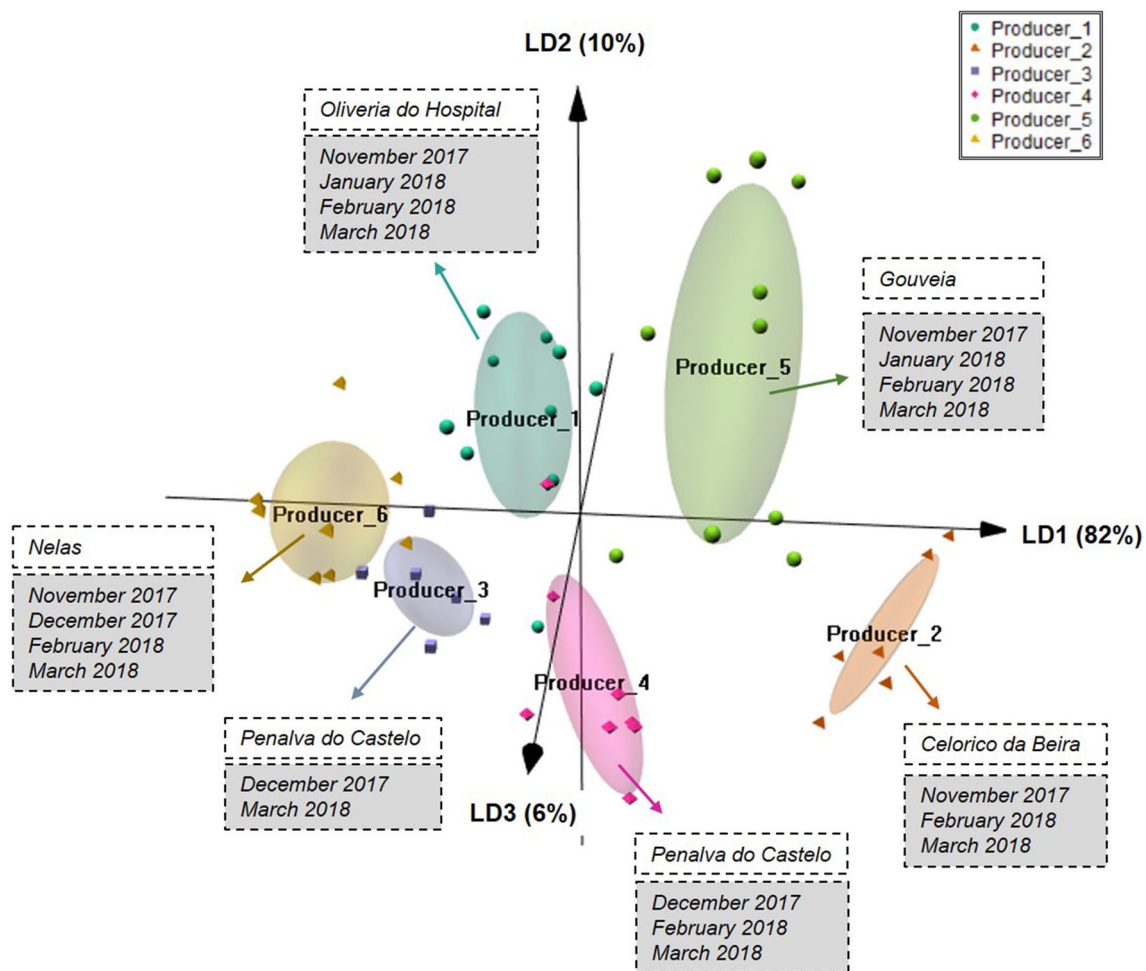 LD2 (10%)
Producer_1
Producer_2
Producer_3
Producer_4
Producer_5
Producer_6
Oliveria do Hospital
November 2017
January 2018
February 2018
March 2018
Gouveia
November 2017
January 2018
February 2018
March 2018
Producer_5
Producer_1
Producer_6
LD1 (82%)
Nelas
November 2017
December 2017
February 2018
March 2018
Producer_3
Producer_2
Producer_4
Penalva do Castelo
December 2017
March 2018
LD3 (6%)
Celorico da Beira
November 2017
February 2018
March 2018
Penalva do Castelo
December 2017
February 2018
March 2018